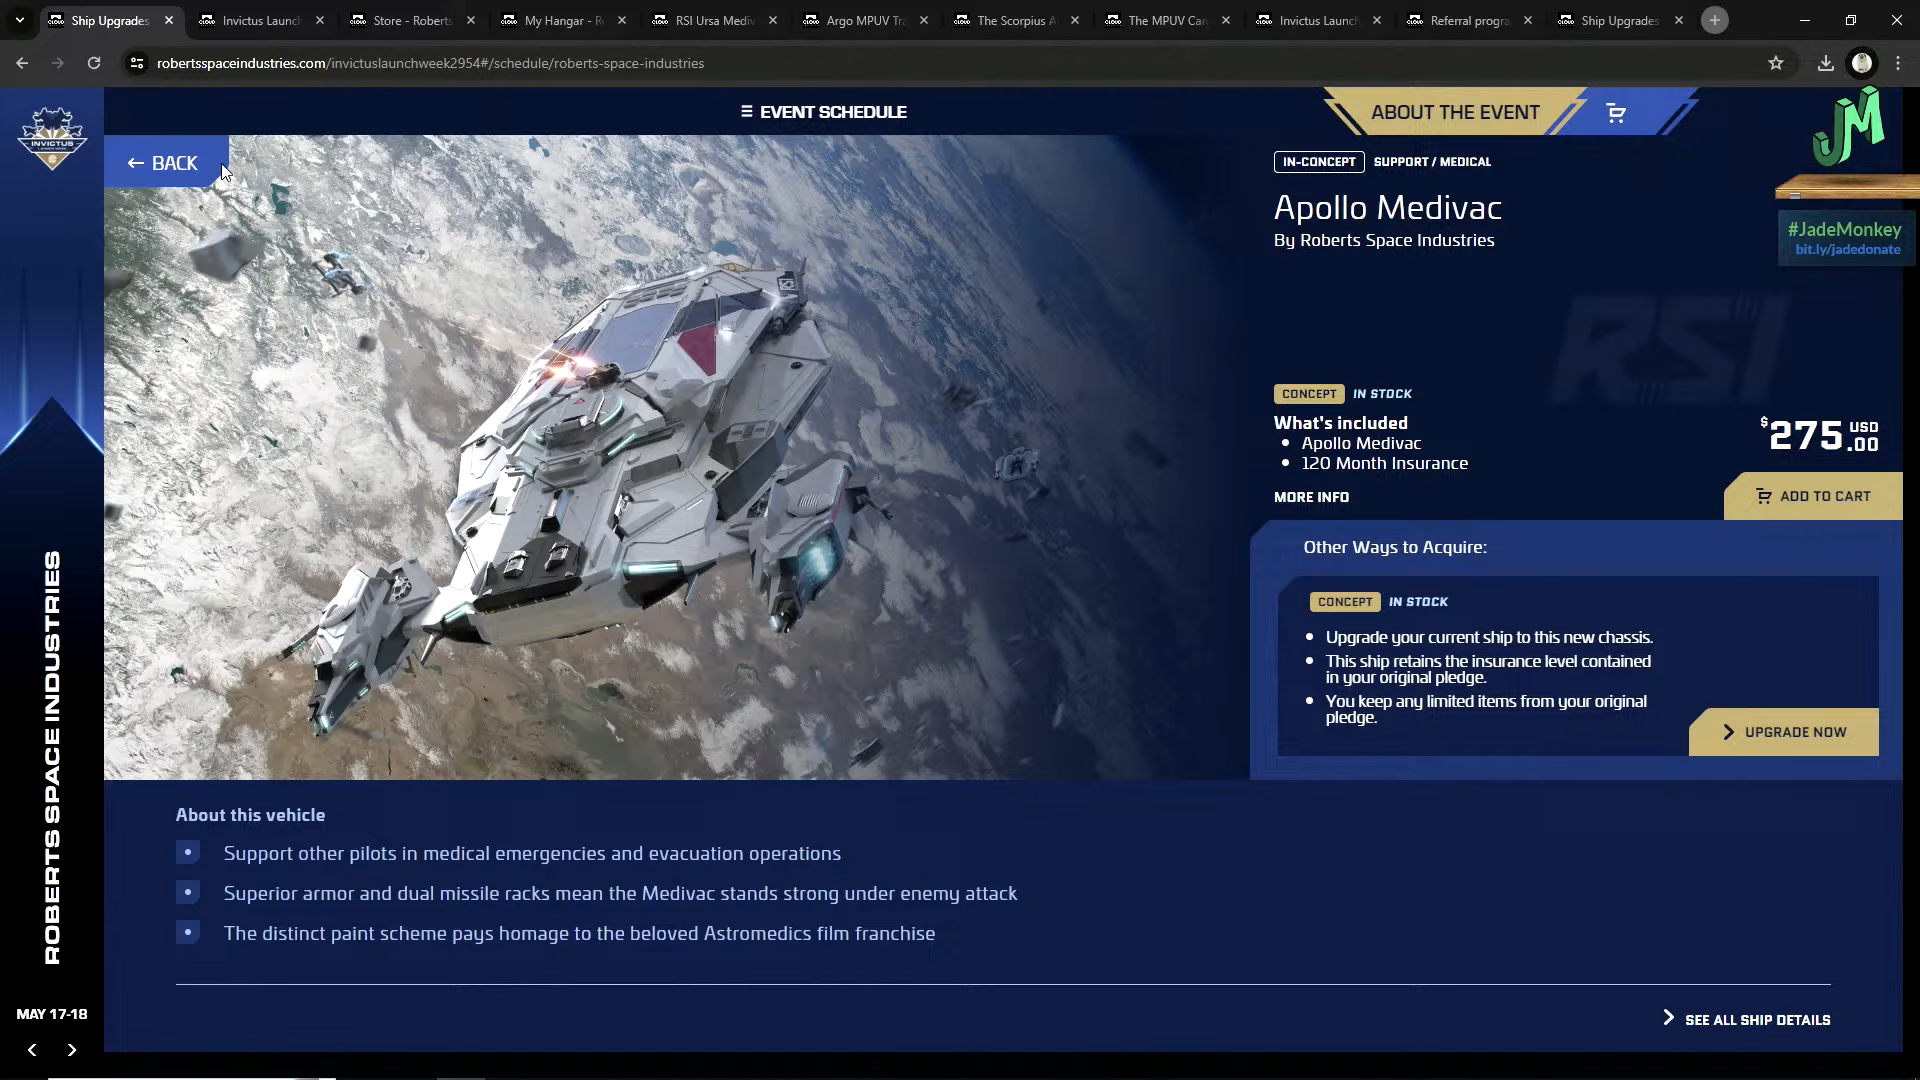 Ship Upgrades
Invictus Launch
Store - Roberts
My Hangar - R
RSI Ursa Mediv
Argo MPUV Tr
The Scorpius A
The MPUV Car
Invictus Launch
Referral progra
Ship Upgrades
robertsspaceindustries.com/invictuslaunchweek2954#/schedule/roberts-space-industries
INVICTUS
EVENT SCHEDULE
ABOUT THE EVENT
JM
BACK
IN-CONCEPT SUPPORT / MEDICAL
Apollo Medivac
By Roberts Space Industries
#JadeMonkey
bit.ly/jadedonate
RSI
CONCEPT IN STOCK
What's included
Apollo Medivac
120 Month Insurance
$275.00 USD
MORE INFO
ADD TO CART
Other Ways to Acquire:
CONCEPT IN STOCK
Upgrade your current ship to this new chassis.
This ship retains the insurance level contained
in your original pledge.
You keep any limited items from your original
pledge.
UPGRADE NOW
ROBERTS SPACE INDUSTRIES
About this vehicle
Support other pilots in medical emergencies and evacuation operations
Superior armor and dual missile racks mean the Medivac stands strong under enemy attack
The distinct paint scheme pays homage to the beloved Astromedics film franchise
MAY 17-18
SEE ALL SHIP DETAILS